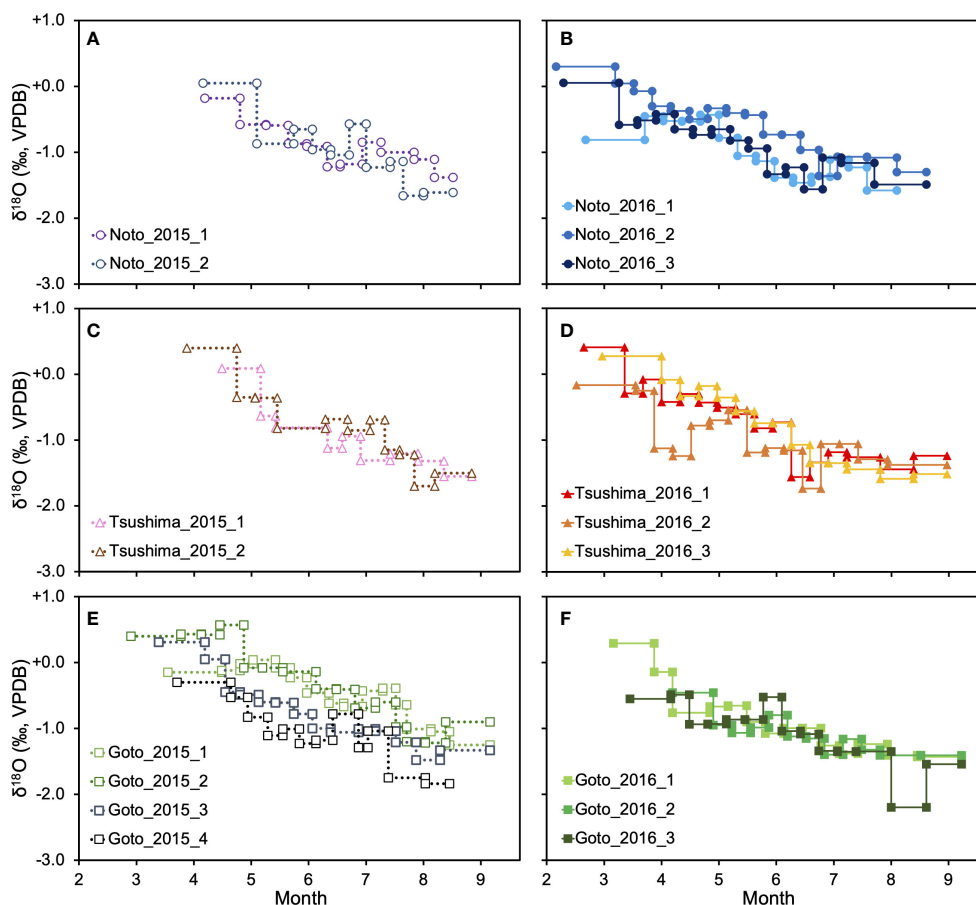 A
+1.0
+0.0
-1.0
-2.0
-3.0
δ¹⁸O (‰, VPDB)
Noto_2015_1
Noto_2015_2
B
Noto_2016_1
Noto_2016_2
Noto_2016_3
C
+1.0
+0.0
-1.0
-2.0
-3.0
δ¹⁸O (‰, VPDB)
Tsushima_2015_1
Tsushima_2015_2
D
Tsushima_2016_1
Tsushima_2016_2
Tsushima_2016_3
E
+1.0
+0.0
-1.0
-2.0
-3.0
δ¹⁸O (‰, VPDB)
Goto_2015_1
Goto_2015_2
Goto_2015_3
Goto_2015_4
2 3 4 5 6 7 8 9
Month
F
Goto_2016_1
Goto_2016_2
Goto_2016_3
2 3 4 5 6 7 8 9
Month